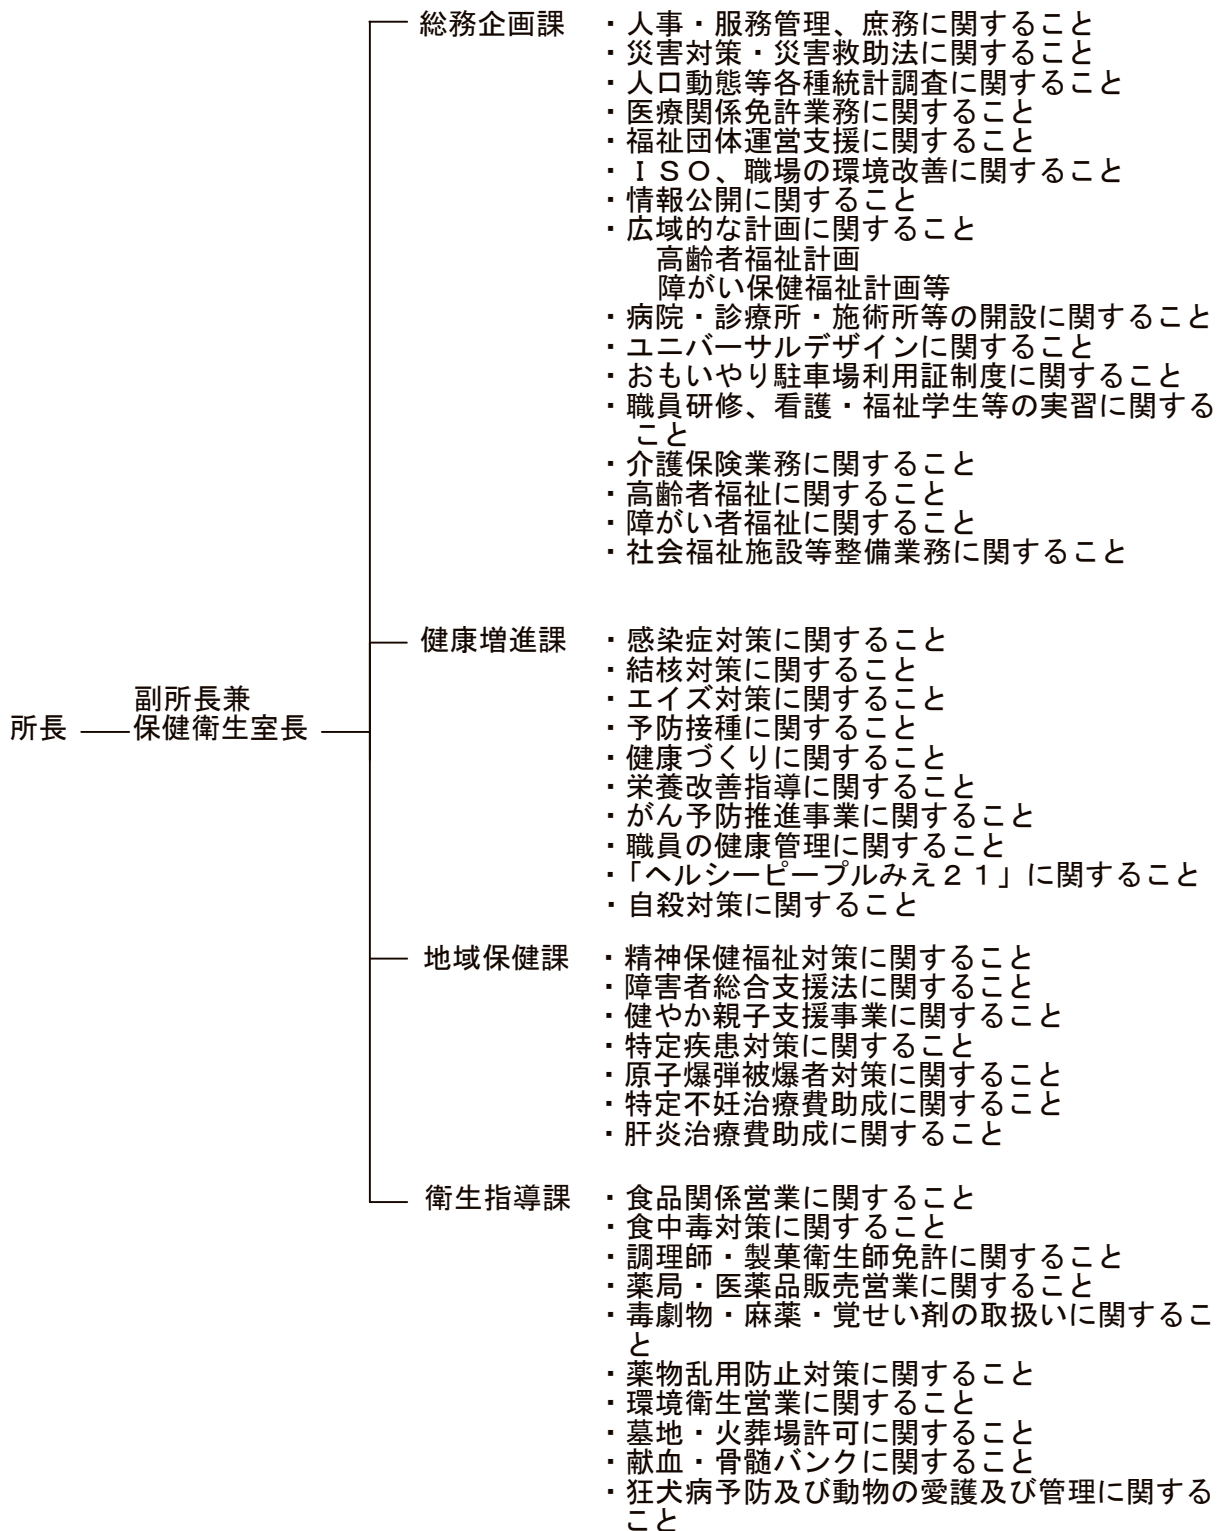 総務企画課 ・人事・服務管理、庶務に関すること
・災害対策・災害救助法に関すること
・人口動態等各種統計調査に関すること
・医療関係免許業務に関すること
・福祉団体運営支援に関すること
・ＩＳＯ、職場の環境改善に関すること
・情報公開に関すること
・広域的な計画に関すること
高齢者福祉計画
障がい保健福祉計画等
・病院・診療所・施術所等の開設に関すること
・ユニバーサルデザインに関すること
・おもいやり駐車場利用証制度に関すること
・職員研修、看護・福祉学生等の実習に関する
こと
・介護保険業務に関すること
・高齢者福祉に関すること
・障がい者福祉に関すること
・社会福祉施設等整備業務に関すること
所長
副所長兼
保健衛生室長
健康増進課 ・感染症対策に関すること
・結核対策に関すること
・エイズ対策に関すること
・予防接種に関すること
・健康づくりに関すること
・栄養改善指導に関すること
・がん予防推進事業に関すること
・職員の健康管理に関すること
・「ヘルシーピープルみえ２１」に関すること
・自殺対策に関すること
地域保健課 ・精神保健福祉対策に関すること
・障害者総合支援法に関すること
・健やか親子支援事業に関すること
・特定疾患対策に関すること
・原子爆弾被爆者対策に関すること
・特定不妊治療費助成に関すること
・肝炎治療費助成に関すること
衛生指導課 ・食品関係営業に関すること
・食中毒対策に関すること
・調理師・製菓衛生師免許に関すること
・薬局・医薬品販売営業に関すること
・毒劇物・麻薬・覚せい剤の取扱いに関するこ
と
・薬物乱用防止対策に関すること
・環境衛生営業に関すること
・墓地・火葬場許可に関すること
・献血・骨髄バンクに関すること
・狂犬病予防及び動物の愛護及び管理に関する
こと